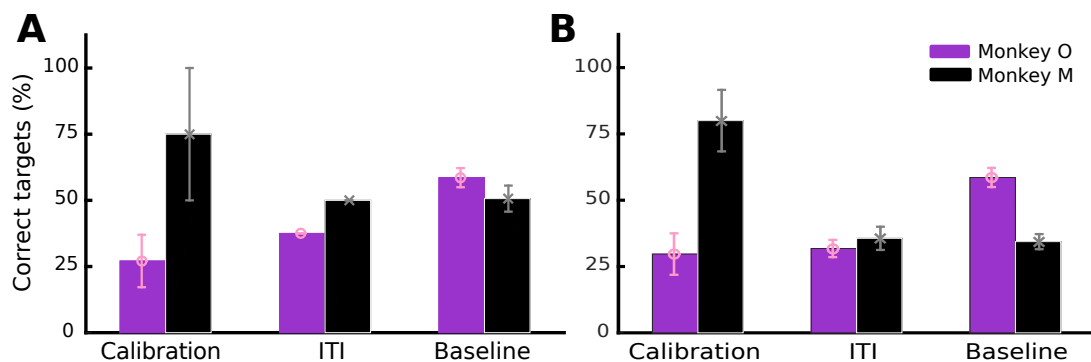 A
B
Correct targets (%)
100
75
50
25
0
Calibration
ITI
Baseline
100
75
50
25
0
Calibration
ITI
Baseline
Monkey O
Monkey M